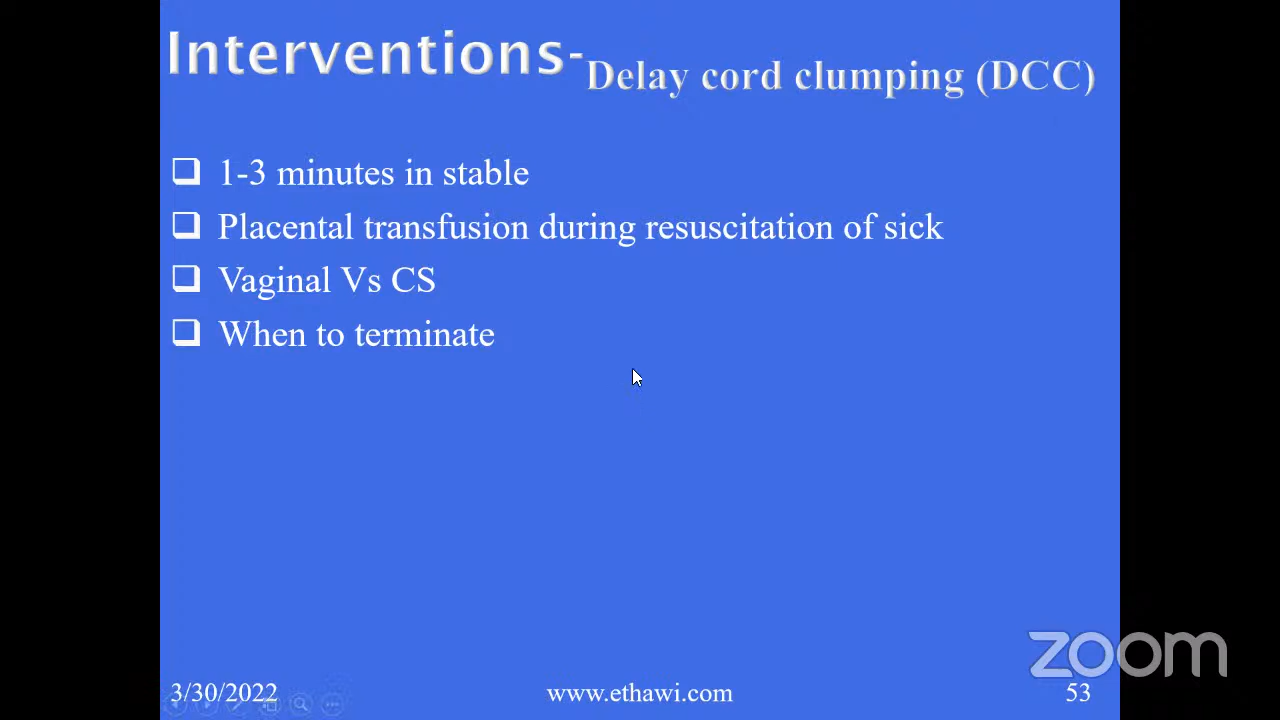 Interventions-Delay cord clumping (DCC)
1-3 minutes in stable
Placental transfusion during resuscitation of sick
Vaginal Vs CS
When to terminate
zoom
3/30/2022 www.ethawi.com 53